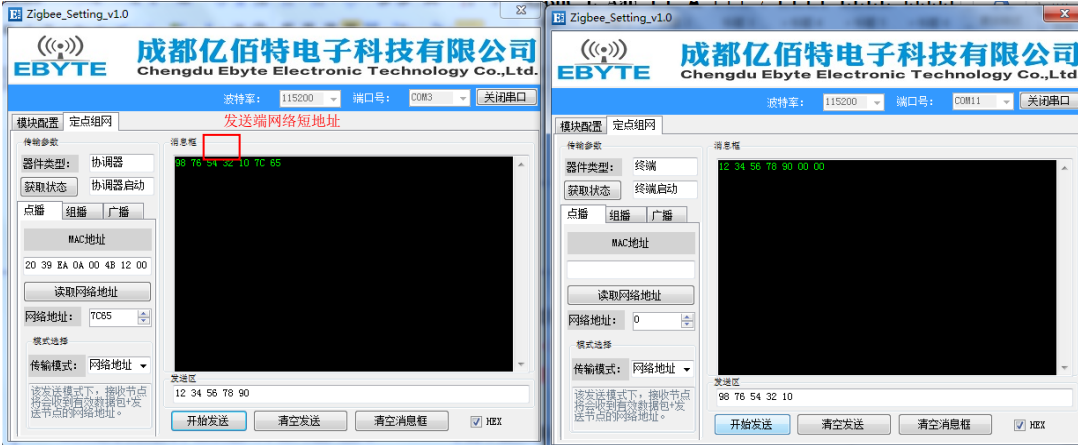 Zigbee_Setting_v1.0
EBYTE
成都亿佰特电子科技有限公司
Chengdu Ebyte Electronic Technology Co.,Ltd.
波特率: 115200 端口号: COM3 关闭串口
模块配置 定点组网
发送端网络短地址
传输参数
消息框
器件类型: 协调器
98 76 54 32 10 7C 65
获取状态 协调器启动
点播 组播 广播
MAC地址
20 39 EA 0A 00 4B 12 00
读取网络地址
网络地址: 7C65
模式选择
传输模式: 网络地址
该发送模式下，接收节点
将会收到有效数据包+发
送节点的网络地址。
发送区
12 34 56 78 90
开始发送 清空发送 清空消息框 HEX
Zigbee_Setting_v1.0
EBYTE
成都亿佰特电子科技有限公司
Chengdu Ebyte Electronic Technology Co.,Ltd
波特率: 115200 端口号: COM11 关闭串口
模块配置 定点组网
传输参数
消息框
器件类型: 终端
12 34 56 78 90 00 00
获取状态 终端启动
点播 组播 广播
MAC地址
读取网络地址
网络地址: 0
模式选择
传输模式: 网络地址
该发送模式下，接收节点
将会收到有效数据包+发
送节点的网络地址。
发送区
98 76 54 32 10
开始发送 清空发送 清空消息框 HEX